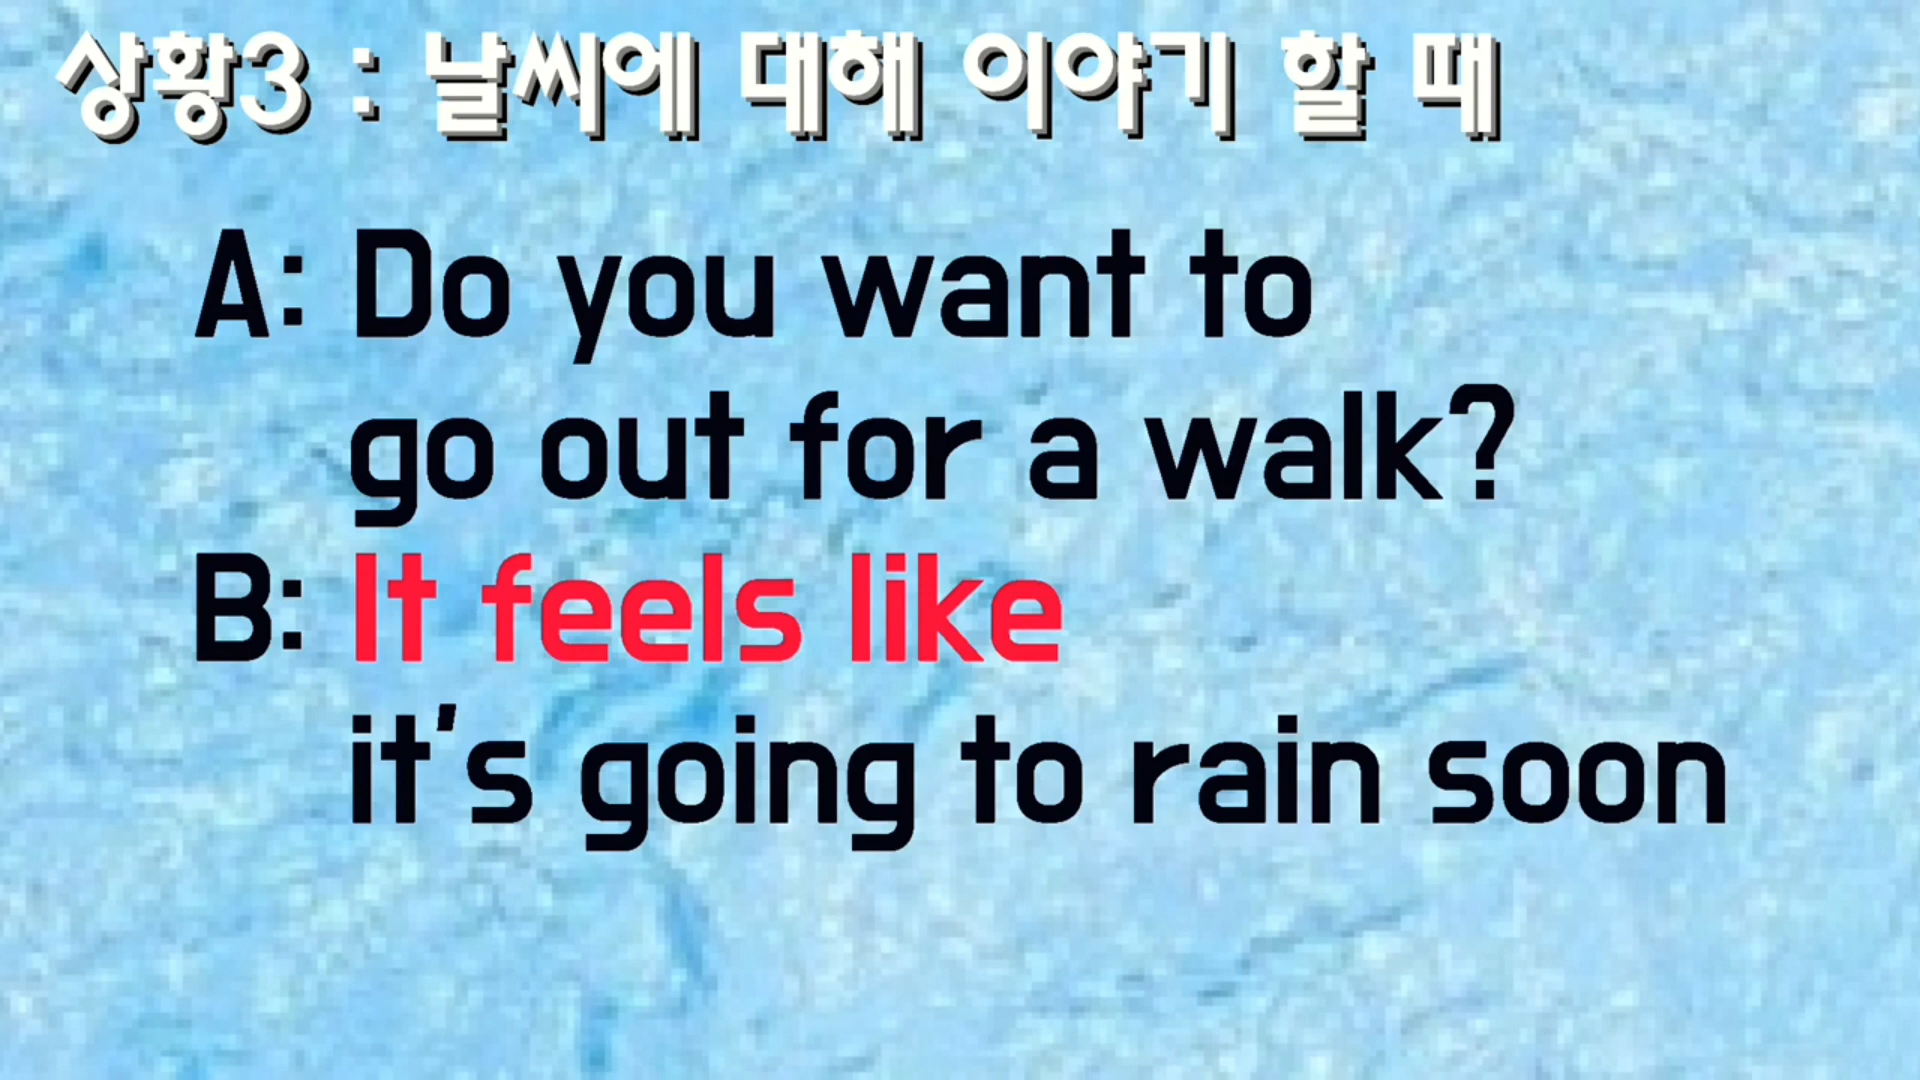 상황3 : 날씨에 대해 이야기 할 때
A: Do you want to
go out for a walk?
B: It feels like
it's going to rain soon